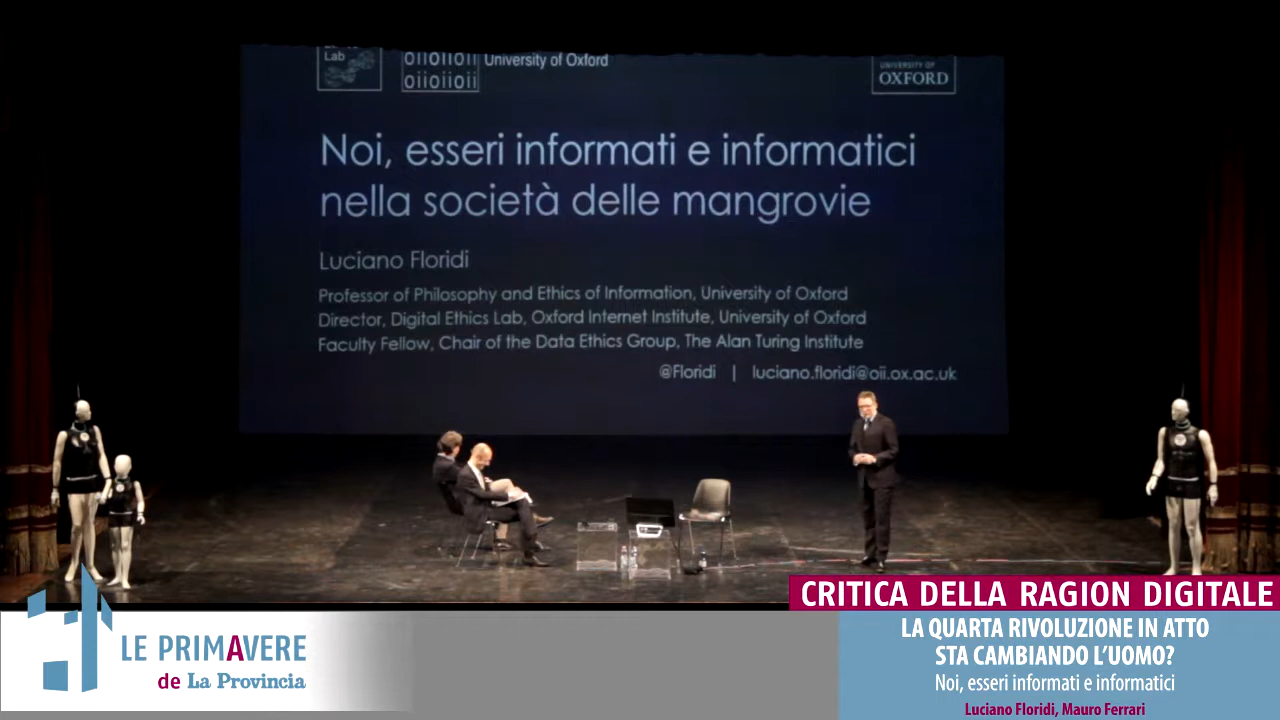 Lab
oiioiioii
oiioiioii
University of Oxford
UNIVERSITY OF
OXFORD
Noi, esseri informati e informatici
nella società delle mangrovie
Luciano Floridi
Professor of Philosophy and Ethics of Information, University of Oxford
Director, Digital Ethics Lab, Oxford Internet Institute, University of Oxford
Faculty Fellow, Chair of the Data Ethics Group, The Alan Turing Institute
@Floridi | luciano.floridi@oii.ox.ac.uk
CRITICA DELLA RAGION DIGITALE
LA QUARTA RIVOLUZIONE IN ATTO
STA CAMBIANDO L'UOMO?
Noi, esseri informati e informatici
Luciano Floridi, Mauro Ferrari
LE PRIMAVERE
de La Provincia